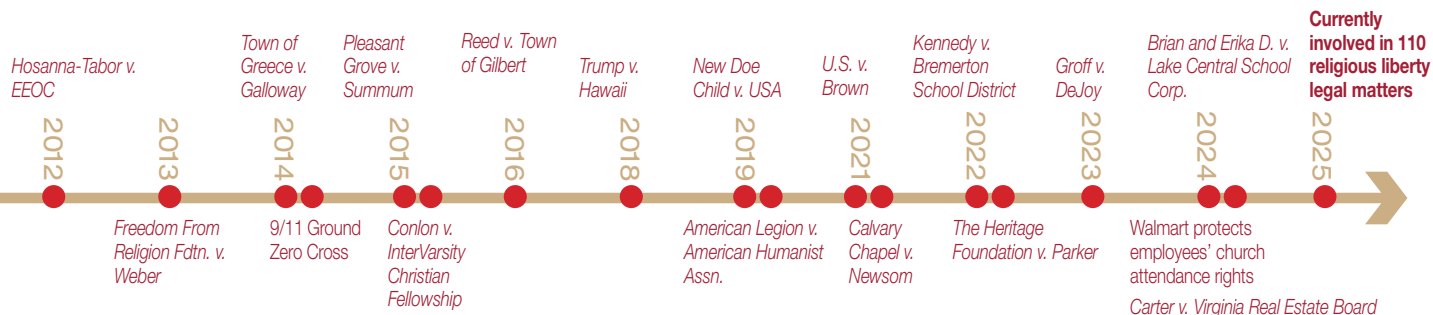 Hosanna-Tabor v.
EEOC
Town of
Greece v.
Galloway
Pleasant
Grove v.
Summum
Reed v. Town
of Gilbert
Trump v.
Hawaii
New Doe
Child v. USA
U.S. v.
Brown
Kennedy v.
Bremerton
School District
Groff v.
DeJoy
Brian and Erika D. v.
Lake Central School
Corp.
Currently
involved in 110
religious liberty
legal matters
2012
2013
2014
2015
2016
2018
2019
2021
2022
2023
2024
2025
Freedom From
Religion Fdtn. v.
Weber
9/11 Ground
Zero Cross
Conlon v.
InterVarsity
Christian
Fellowship
American Legion v.
American Humanist
Assn.
Calvary
Chapel v.
Newsom
The Heritage
Foundation v. Parker
Walmart protects
employees' church
attendance rights
Carter v. Virginia Real Estate Board